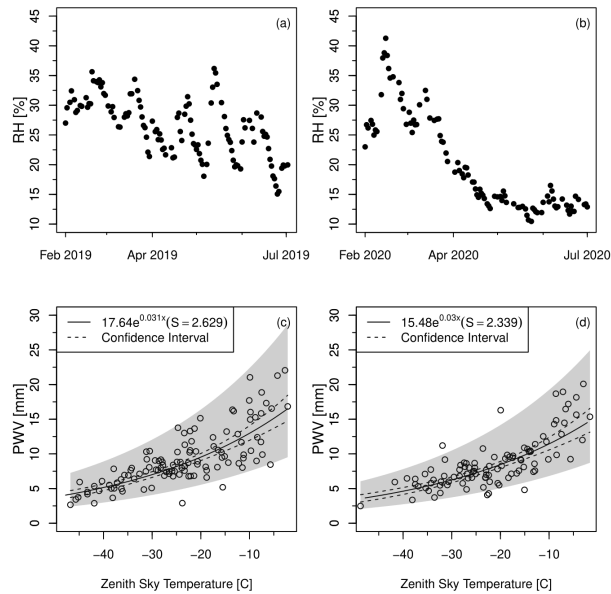 (a)
RH [%]
45
40
35
30
25
20
15
10
Feb 2019
Apr 2019
Jul 2019
(b)
RH [%]
45
40
35
30
25
20
15
10
Feb 2020
Apr 2020
Jul 2020
(c)
17.64e^0.031x (S = 2.629)
Confidence Interval
PWV [mm]
30
25
20
15
10
5
0
−40 −30 −20 −10
Zenith Sky Temperature [C]
(d)
15.48e^0.03x (S = 2.339)
Confidence Interval
PWV [mm]
30
25
20
15
10
5
0
−40 −30 −20 −10
Zenith Sky Temperature [C]